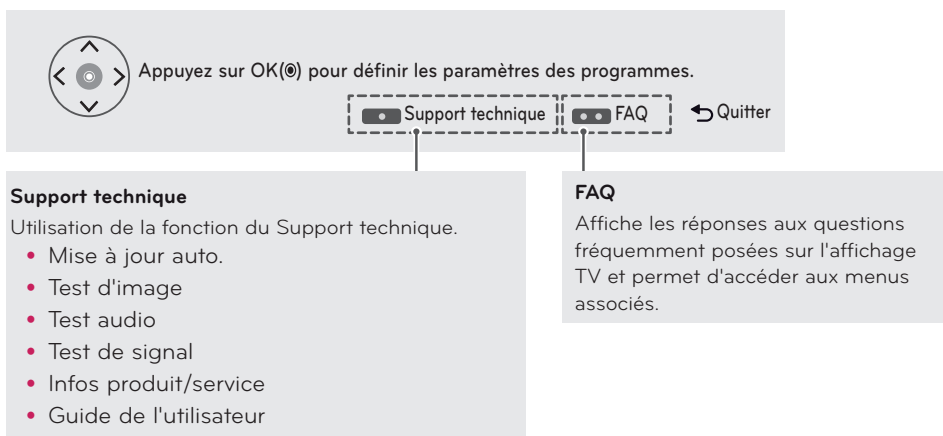 Appuyez sur OK(◉) pour définir les paramètres des programmes.
Support technique FAQ Quitter
Support technique
Utilisation de la fonction du Support technique.
• Mise à jour auto.
• Test d'image
• Test audio
• Test de signal
• Infos produit/service
• Guide de l'utilisateur
FAQ
Affiche les réponses aux questions
fréquemment posées sur l'affichage
TV et permet d'accéder aux menus
associés.